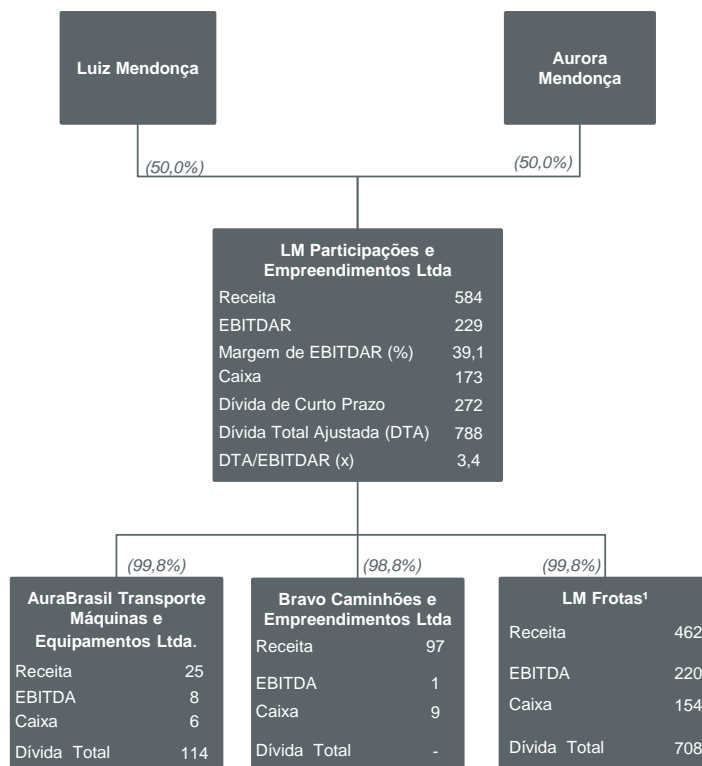 Luiz Mendonça
Aurora
Mendonça
(50,0%)
(50,0%)
LM Participações e
Empreendimentos Ltda
Receita 584
EBITDAR 229
Margem de EBITDAR (%) 39,1
Caixa 173
Dívida de Curto Prazo 272
Dívida Total Ajustada (DTA) 788
DTA/EBITDAR (x) 3,4
(99,8%)
(98,8%)
(99,8%)
AuraBrasil Transporte
Máquinas e
Equipamentos Ltda.
Receita 25
EBITDA 8
Caixa 6
Dívida Total 114
Bravo Caminhões e
Empreendimentos Ltda
Receita 97
EBITDA 1
Caixa 9
Dívida Total -
LM Frotas¹
Receita 462
EBITDA 220
Caixa 154
Dívida Total 708